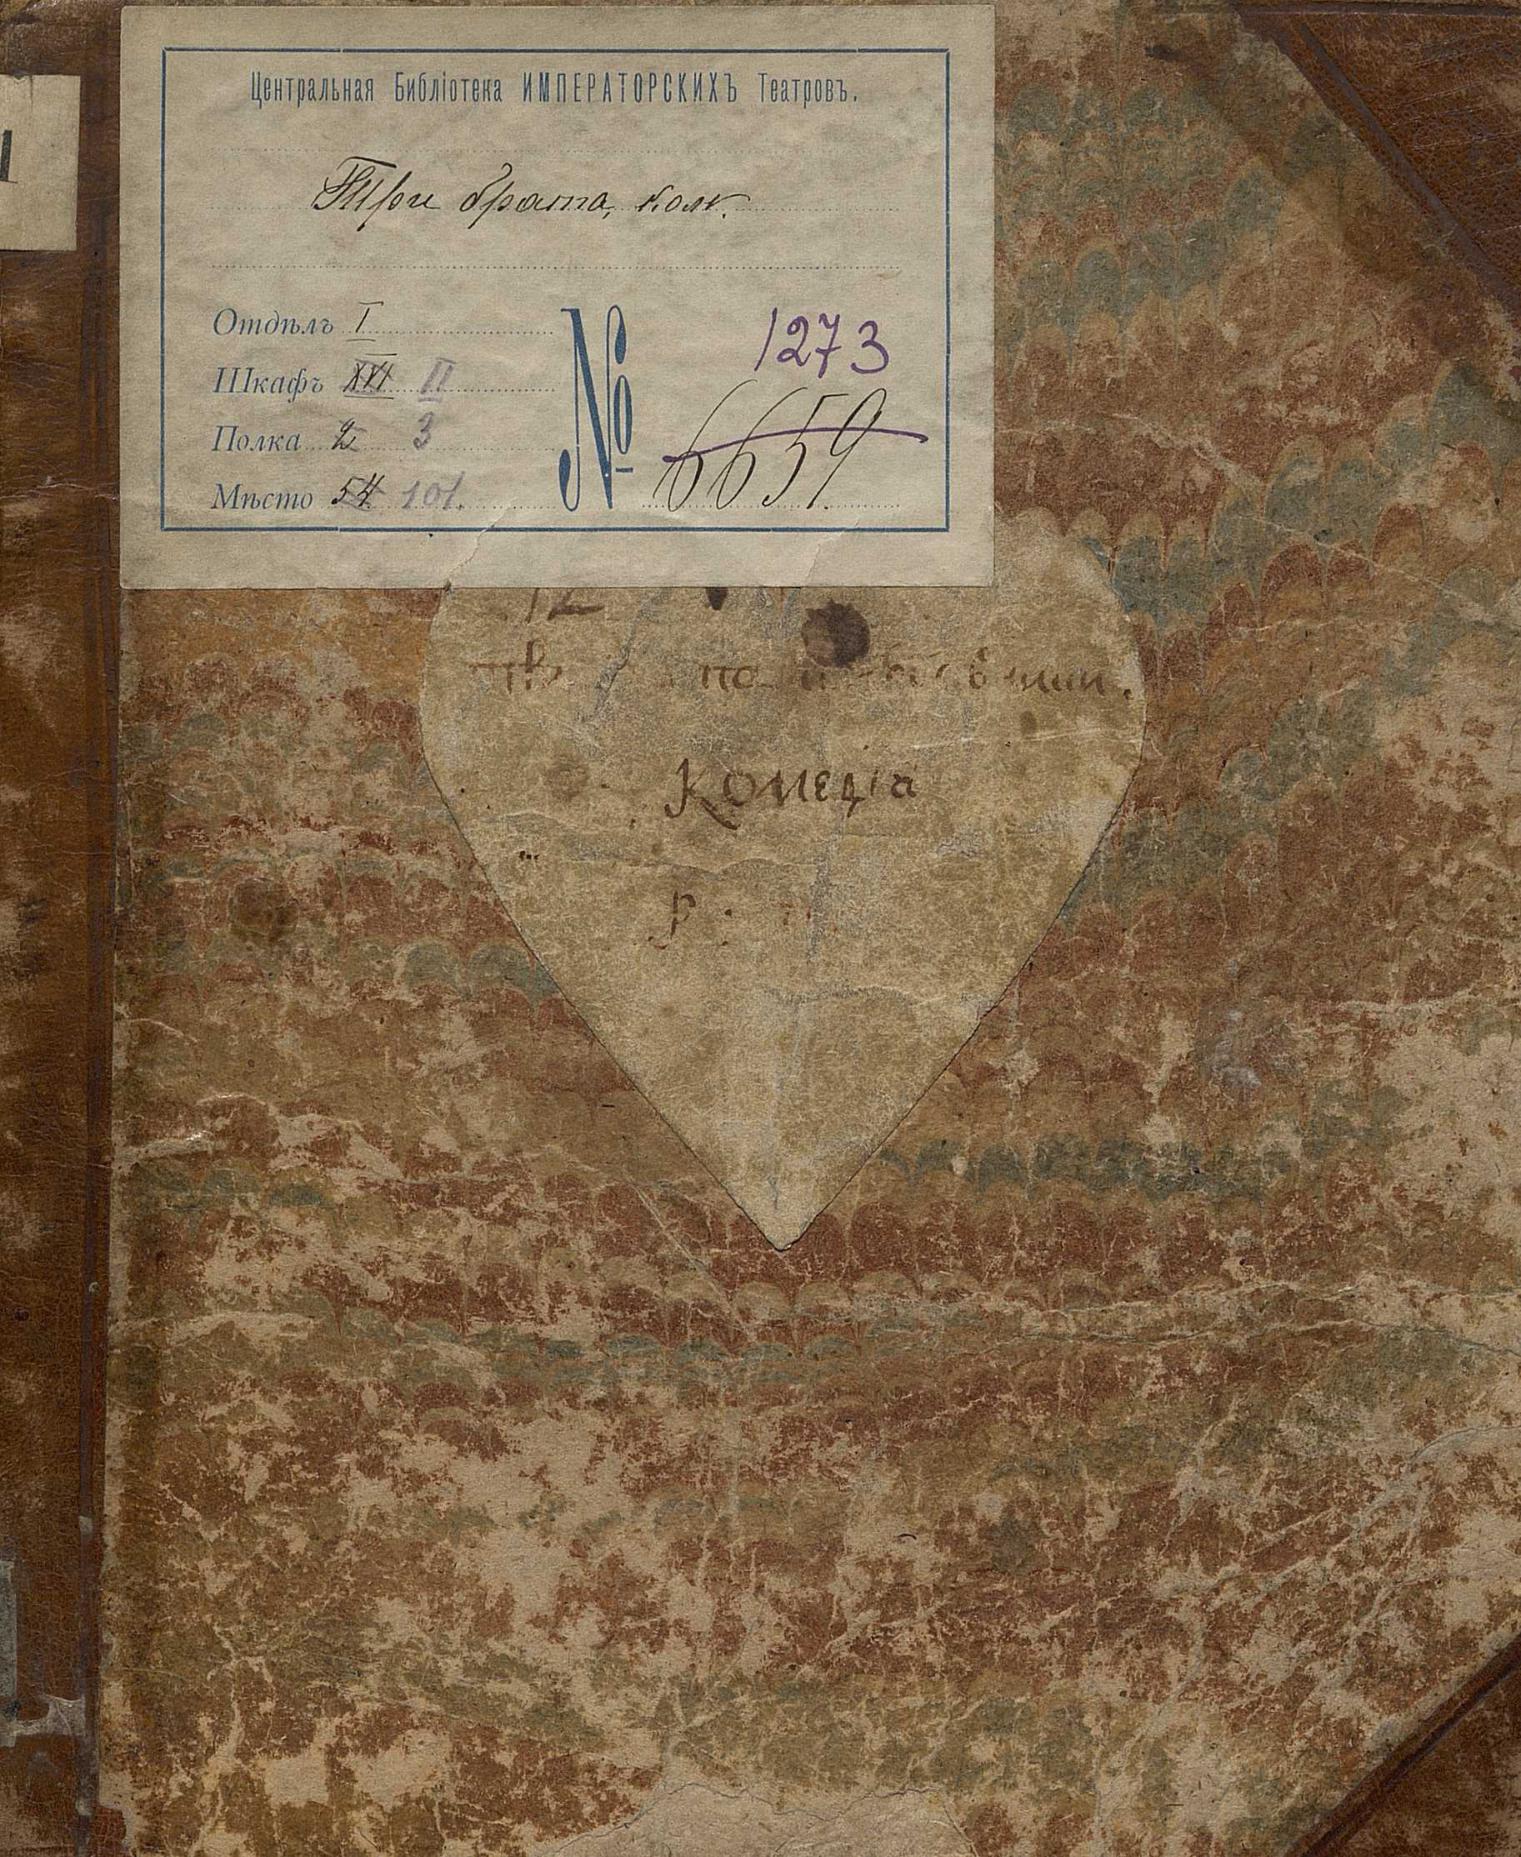 Центральная Библіотека ИМПЕРАТОРСКИХЪ Театровъ.
Три брата, ком.
Отдѣлъ I
Шкафъ XVI II
Полка 2 3
Мѣсто 54 101.
№ 1273
6659
комедіа